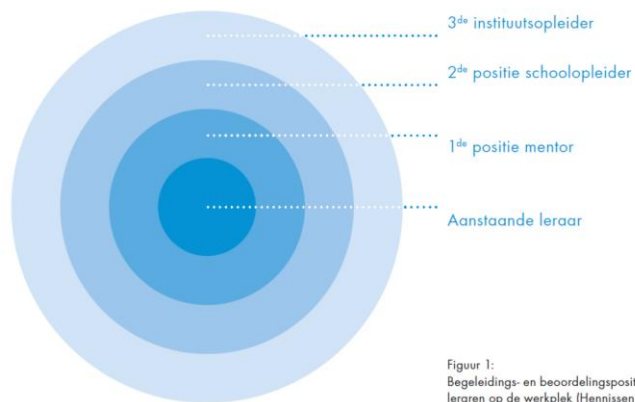 3de instituutsopleider
2de positie schoolopleider
1de positie mentor
Aanstaande leraar
Figuur 1:
Begeleidings- en
leraren op de werkplek (Hennissen